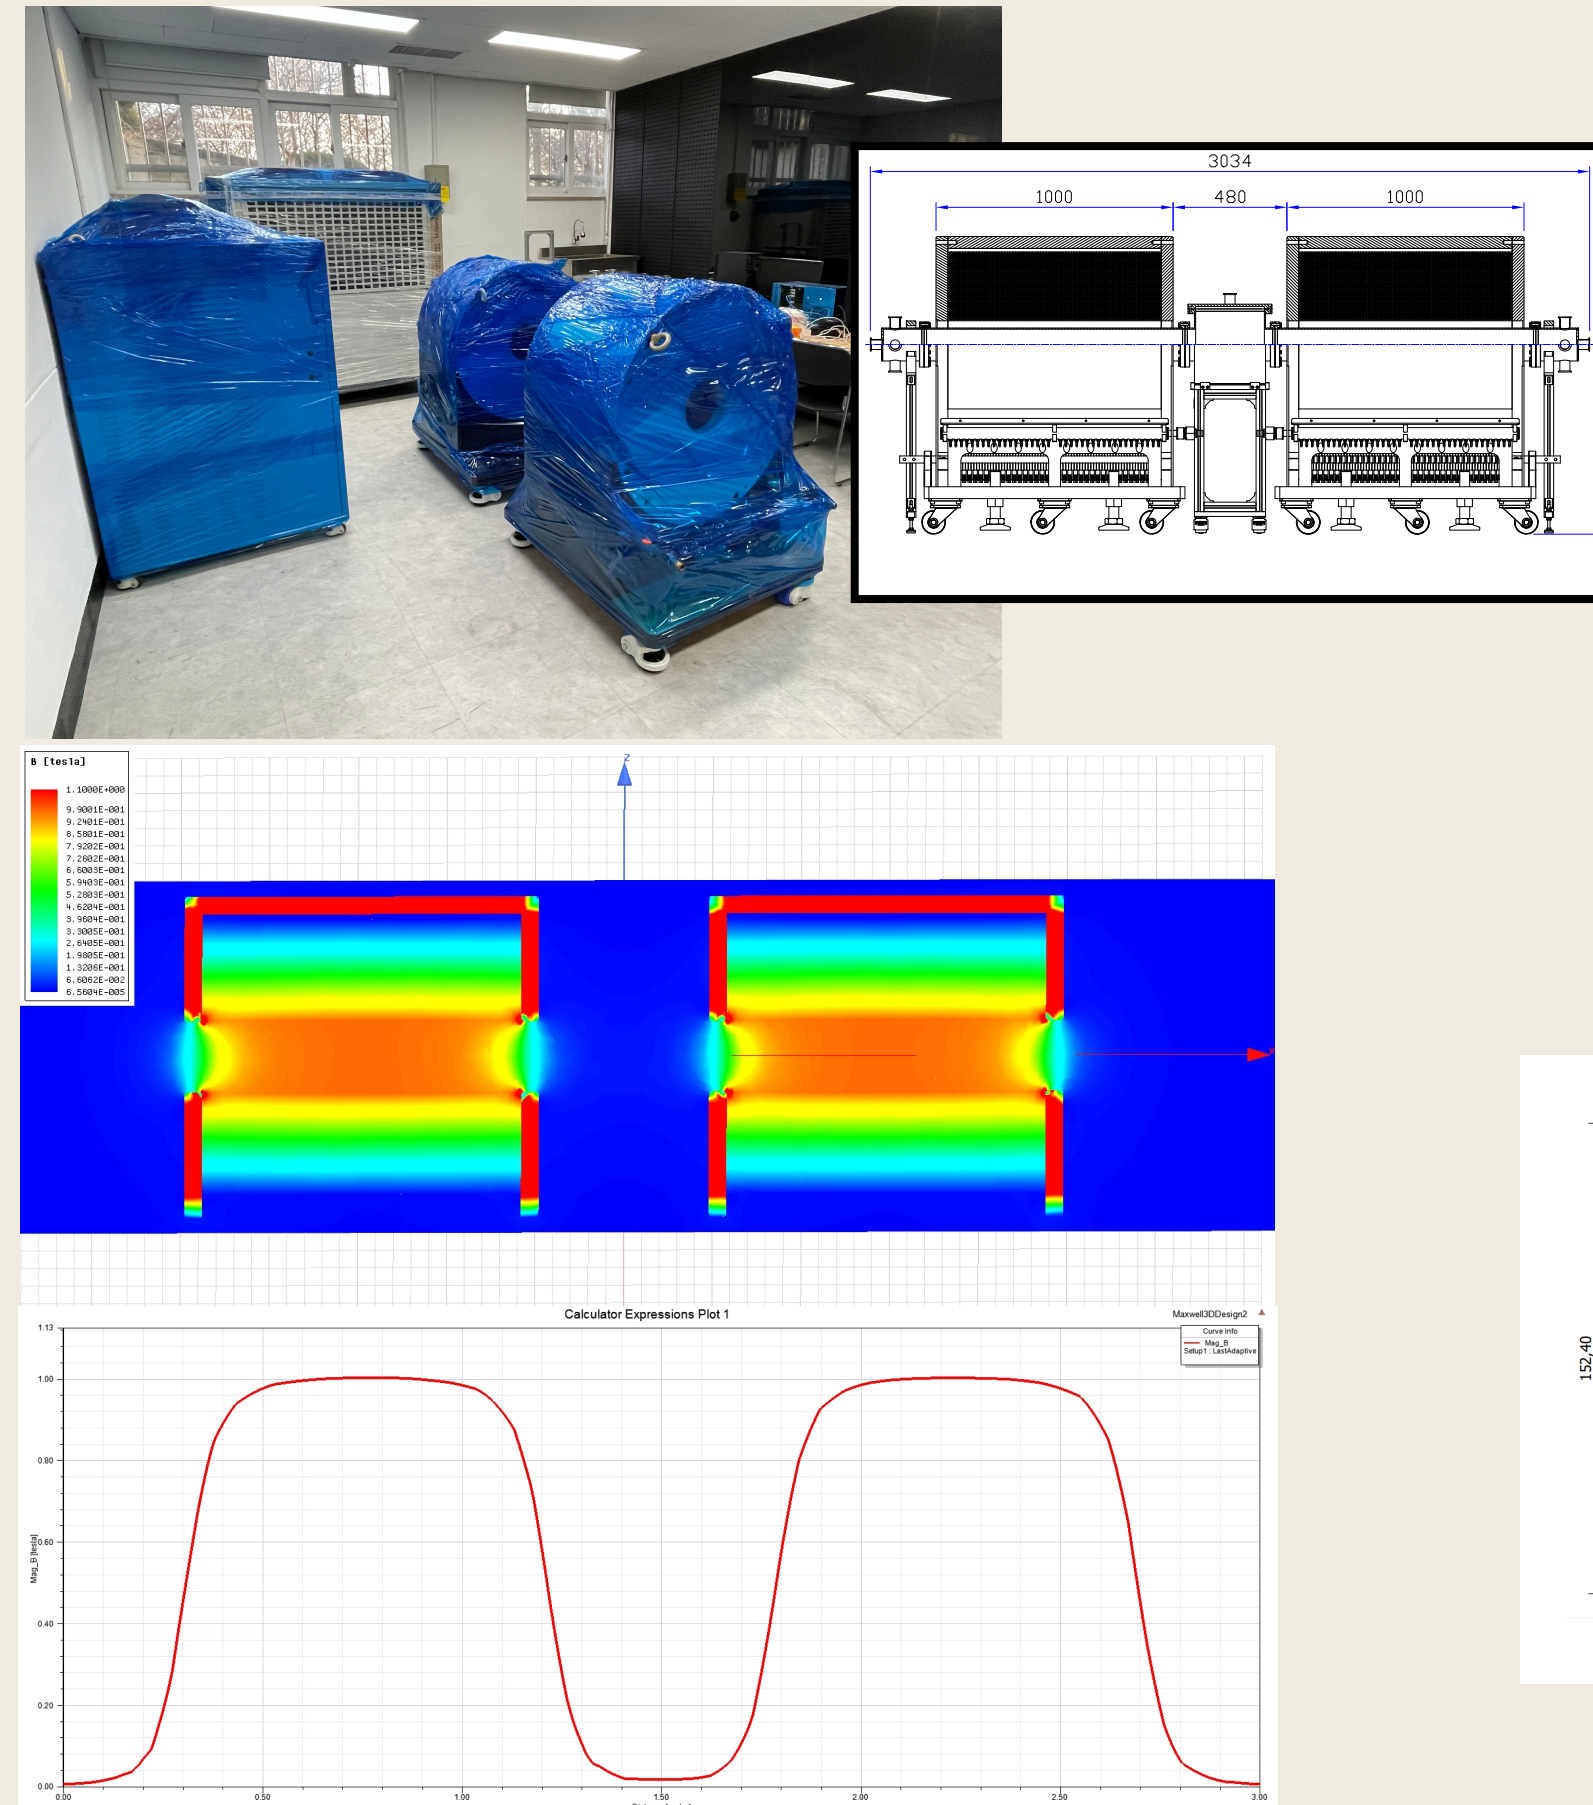 3034
1000
480
1000
B [tesla]
1.1000E+000
9.9001E-001
9.2401E-001
8.5801E-001
7.9202E-001
7.2602E-001
6.6003E-001
5.9403E-001
5.2803E-001
4.6204E-001
3.9604E-001
3.3005E-001
2.6405E-001
1.9805E-001
1.3206E-001
6.6062E-002
6.5604E-005
Z
152,40
Calculator Expressions Plot 1
Maxwell3DDesign2
Curve Info
Mag_B
Setup1 : LastAdaptive
1.13
1.00
0.80
0.60
0.40
0.20
0.00
Mag_B [tesla]
0.00
0.50
1.00
1.50
2.00
2.50
3.00